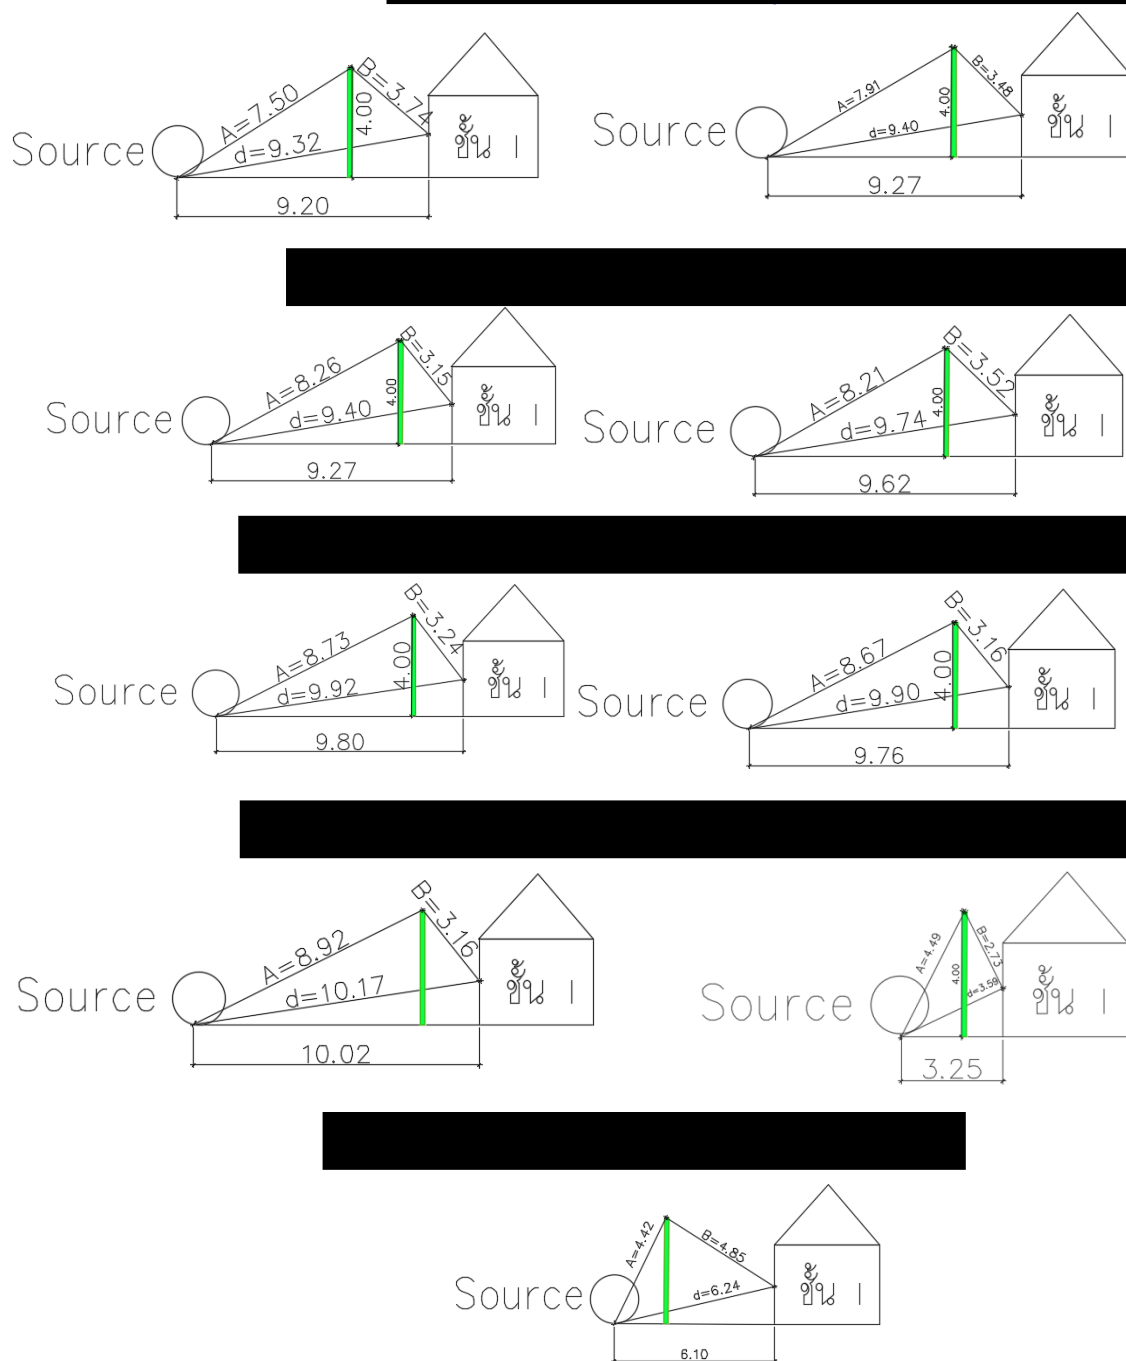 A=7.50
B=3.74
4.00
d=9.32
Source
ชั้น 1
9.20
A=7.91
B=3.48
4.00
d=9.40
Source
ชั้น 1
9.27
A=8.26
B=3.15
4.00
d=9.40
Source
ชั้น 1
9.27
A=8.21
B=3.52
4.00
d=9.74
Source
ชั้น 1
9.62
A=8.73
B=3.24
4.00
d=9.92
Source
ชั้น 1
9.80
A=8.67
B=3.16
4.00
d=9.90
Source
ชั้น 1
9.76
A=8.92
B=3.16
d=10.17
Source
ชั้น 1
10.02
A=4.49
B=2.73
4.00
d=3.59
Source
ชั้น 1
3.25
A=4.42
B=4.85
d=6.24
Source
ชั้น 1
6.10